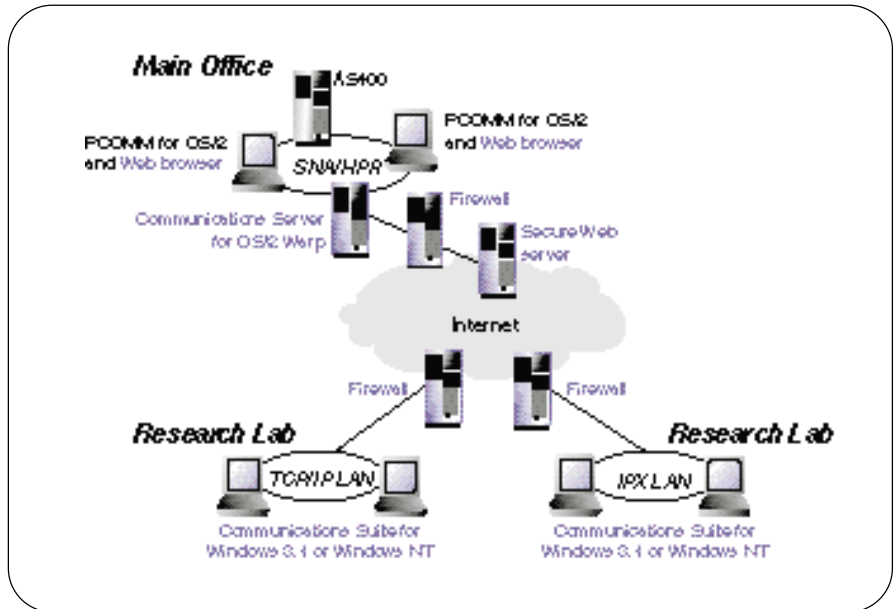 Main Office
AS400
PCOMM for OS/2
and Web browser
PCOMM for OS/2
and Web browser
SNA/HPR
Firewall
Communications Server
for OS/2 Warp
Secure Web
server
Internet
Firewall
Firewall
Research Lab
Research Lab
TCP/IP LAN
IPX LAN
Communications Suite for
Windows 3.1 or Windows NT
Communications Suite for
Windows 3.1 or Windows NT